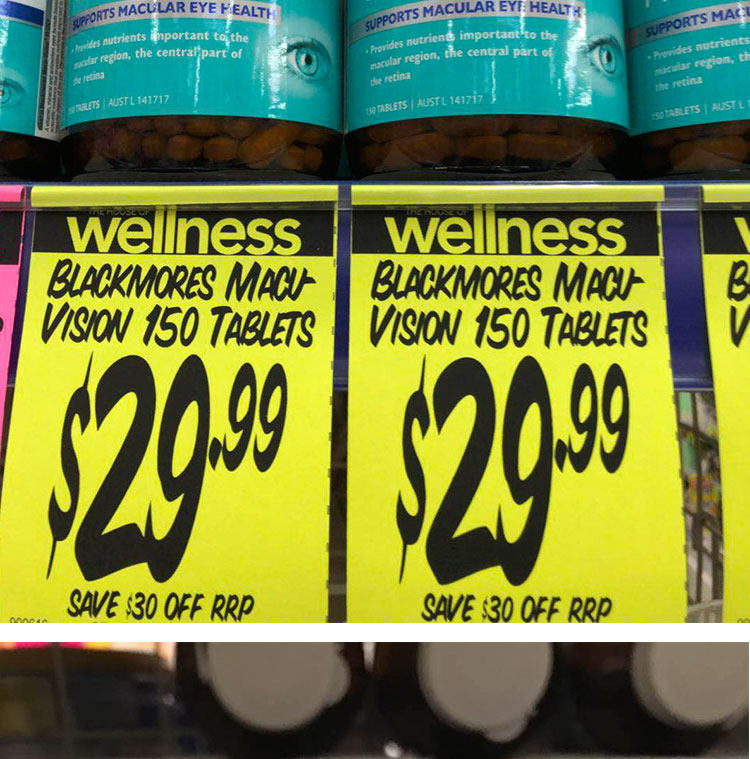 SUPPORTS MACULAR EYE HEALTH
• Provides nutrients important to the
macular region, the central part of
the retina
150 TABLETS | AUST L 141717
SUPPORTS MACULAR EYE HEALTH
• Provides nutrients important to the
macular region, the central part of
the retina
150 TABLETS | AUST L 141717
SUPPORTS
• Provides nutrients
macular region,
the retina
150 TABLETS | AUST L
THE HOUSE OF
wellness
BLACKMORES MACU-
VISION 150 TABLETS
$29.99
SAVE $30 OFF RRP
THE HOUSE OF
wellness
BLACKMORES MACU-
VISION 150 TABLETS
$29.99
SAVE $30 OFF RRP